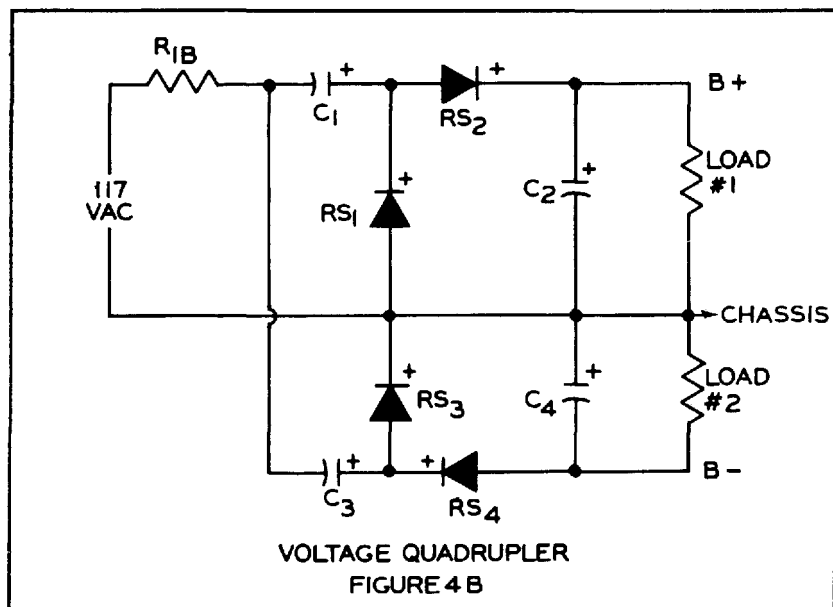 R1B
+
C1
+
RS2
B+
117
VAC
+
RS1
+
C2
LOAD
#1
CHASSIS
+
RS3
+
C4
LOAD
#2
+
C3
+
RS4
B-
VOLTAGE QUADRUPLER
FIGURE 4B